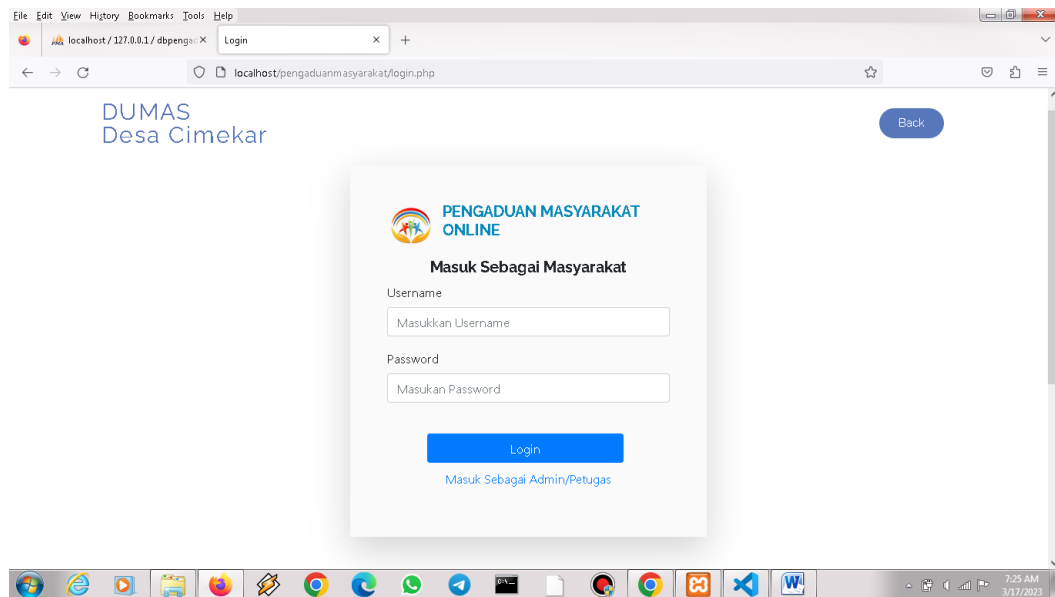 File Edit View History Bookmarks Tools Help
localhost / 127.0.0.1 / dbpengad
Login
localhost/pengaduanmasyarakat/login.php
DUMAS
Desa Cimekar
Back
PENGADUAN MASYARAKAT
ONLINE
Masuk Sebagai Masyarakat
Username
Masukkan Username
Password
Masukan Password
Login
Masuk Sebagai Admin/Petugas
7:25 AM
3/17/2023